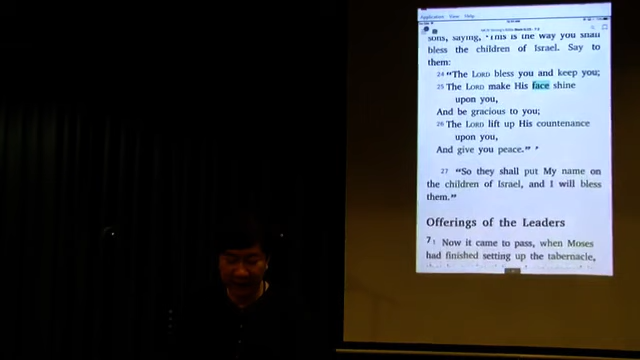 Application View Help
sons, saying, "This is the way you shall
bless the children of Israel. Say to
them:
24 "The LORD bless you and keep you;
25 The LORD make His face shine
upon you,
And be gracious to you;
26 The LORD lift up His countenance
upon you,
And give you peace." '
27 "So they shall put My name on
the children of Israel, and I will bless
them."
Offerings of the Leaders
7 1 Now it came to pass, when Moses
had finished setting up the tabernacle,